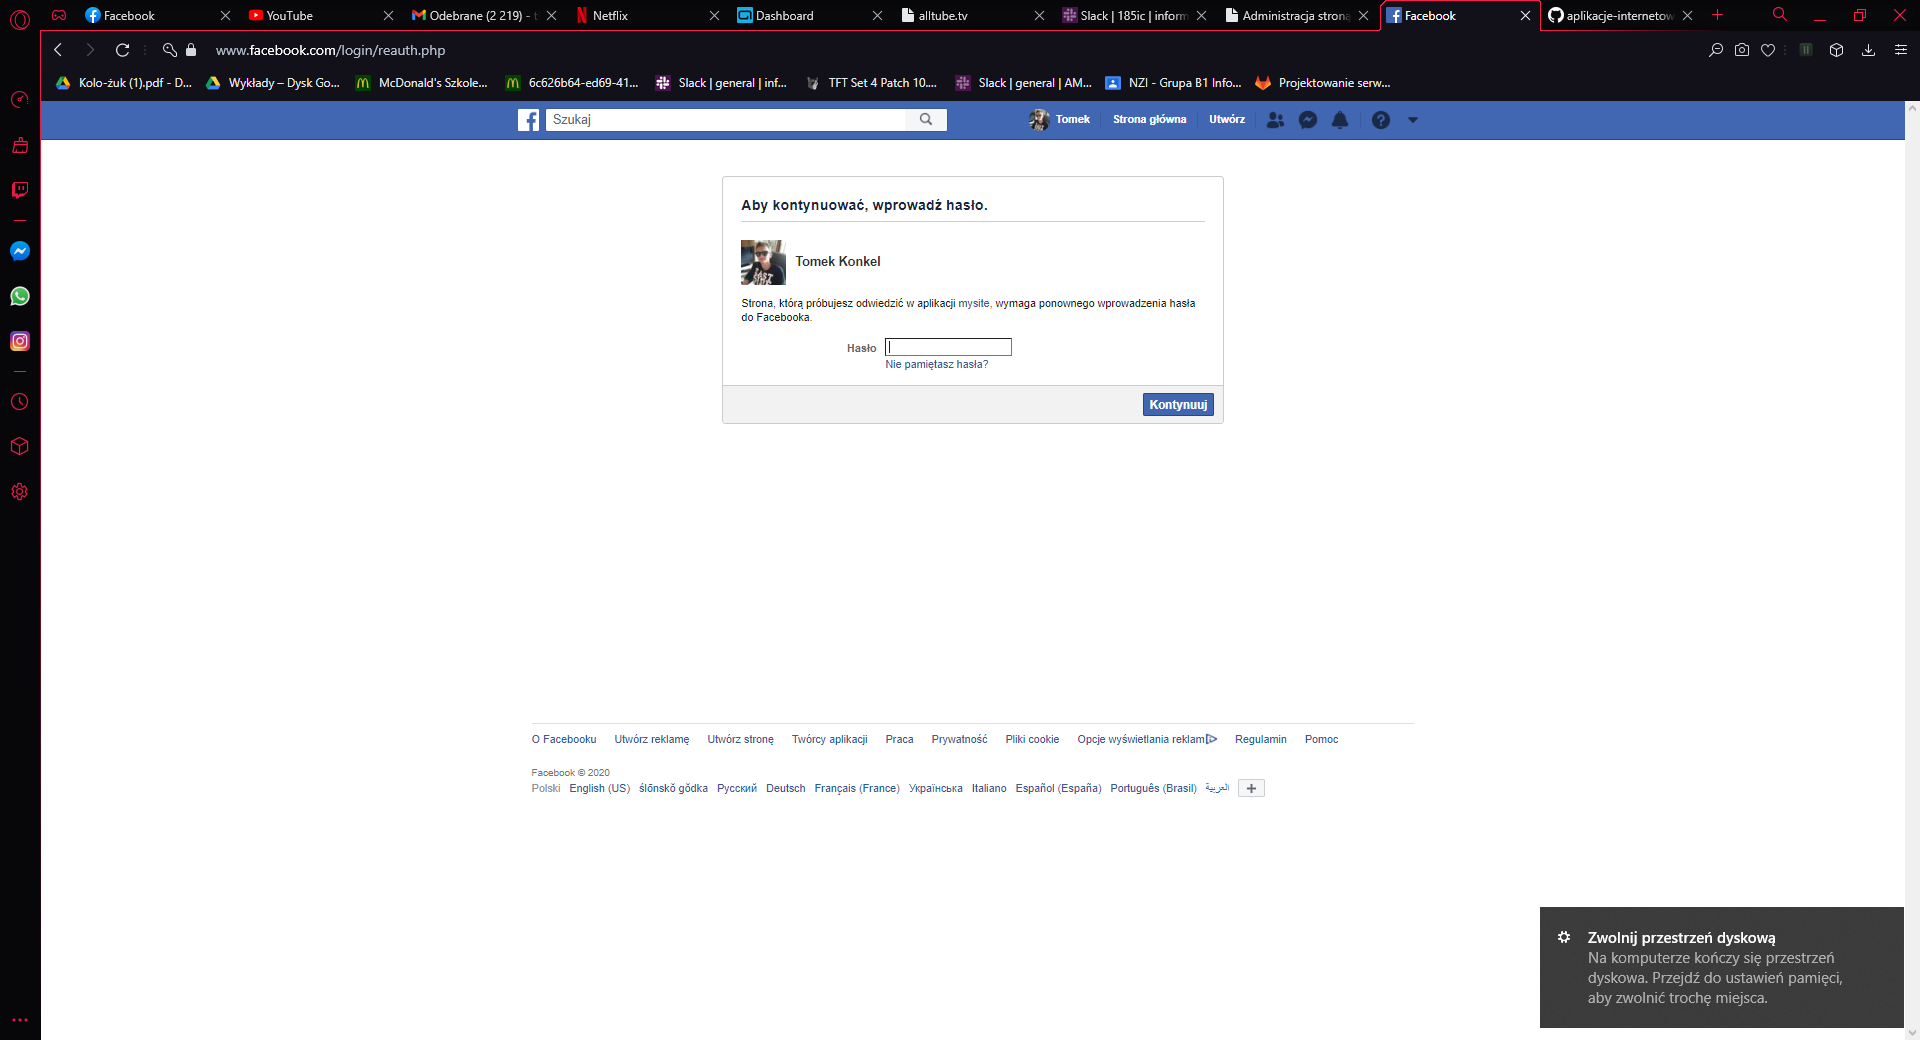 Facebook
YouTube
Odebrane (2 219) - t
Netflix
Dashboard
alltube.tv
Slack | 185ic | inform
Administracja stroną
Facebook
aplikacje-internetow
www.facebook.com/login/reauth.php
Kolo-żuk (1).pdf - D...
Wykłady – Dysk Go...
McDonald's Szkole...
6c626b64-ed69-41...
Slack | general | inf...
TFT Set 4 Patch 10....
Slack | general | AM...
NZI - Grupa B1 Info...
Projektowanie serw...
Szukaj
Tomek
Strona główna
Utwórz
Aby kontynuować, wprowadź hasło.
Tomek Konkel
Strona, którą próbujesz odwiedzić w aplikacji mysite, wymaga ponownego wprowadzenia hasła
do Facebooka.
Hasło
Nie pamiętasz hasła?
Kontynuuj
O Facebooku
Utwórz reklamę
Utwórz stronę
Twórcy aplikacji
Praca
Prywatność
Pliki cookie
Opcje wyświetlania reklam
Regulamin
Pomoc
Facebook © 2020
Polski
English (US)
ślōnskŏ gŏdka
Русский
Deutsch
Français (France)
Українська
Italiano
Español (España)
Português (Brasil)
العربية
Zwolnij przestrzeń dyskową
Na komputerze kończy się przestrzeń
dyskowa. Przejdź do ustawień pamięci,
aby zwolnić trochę miejsca.